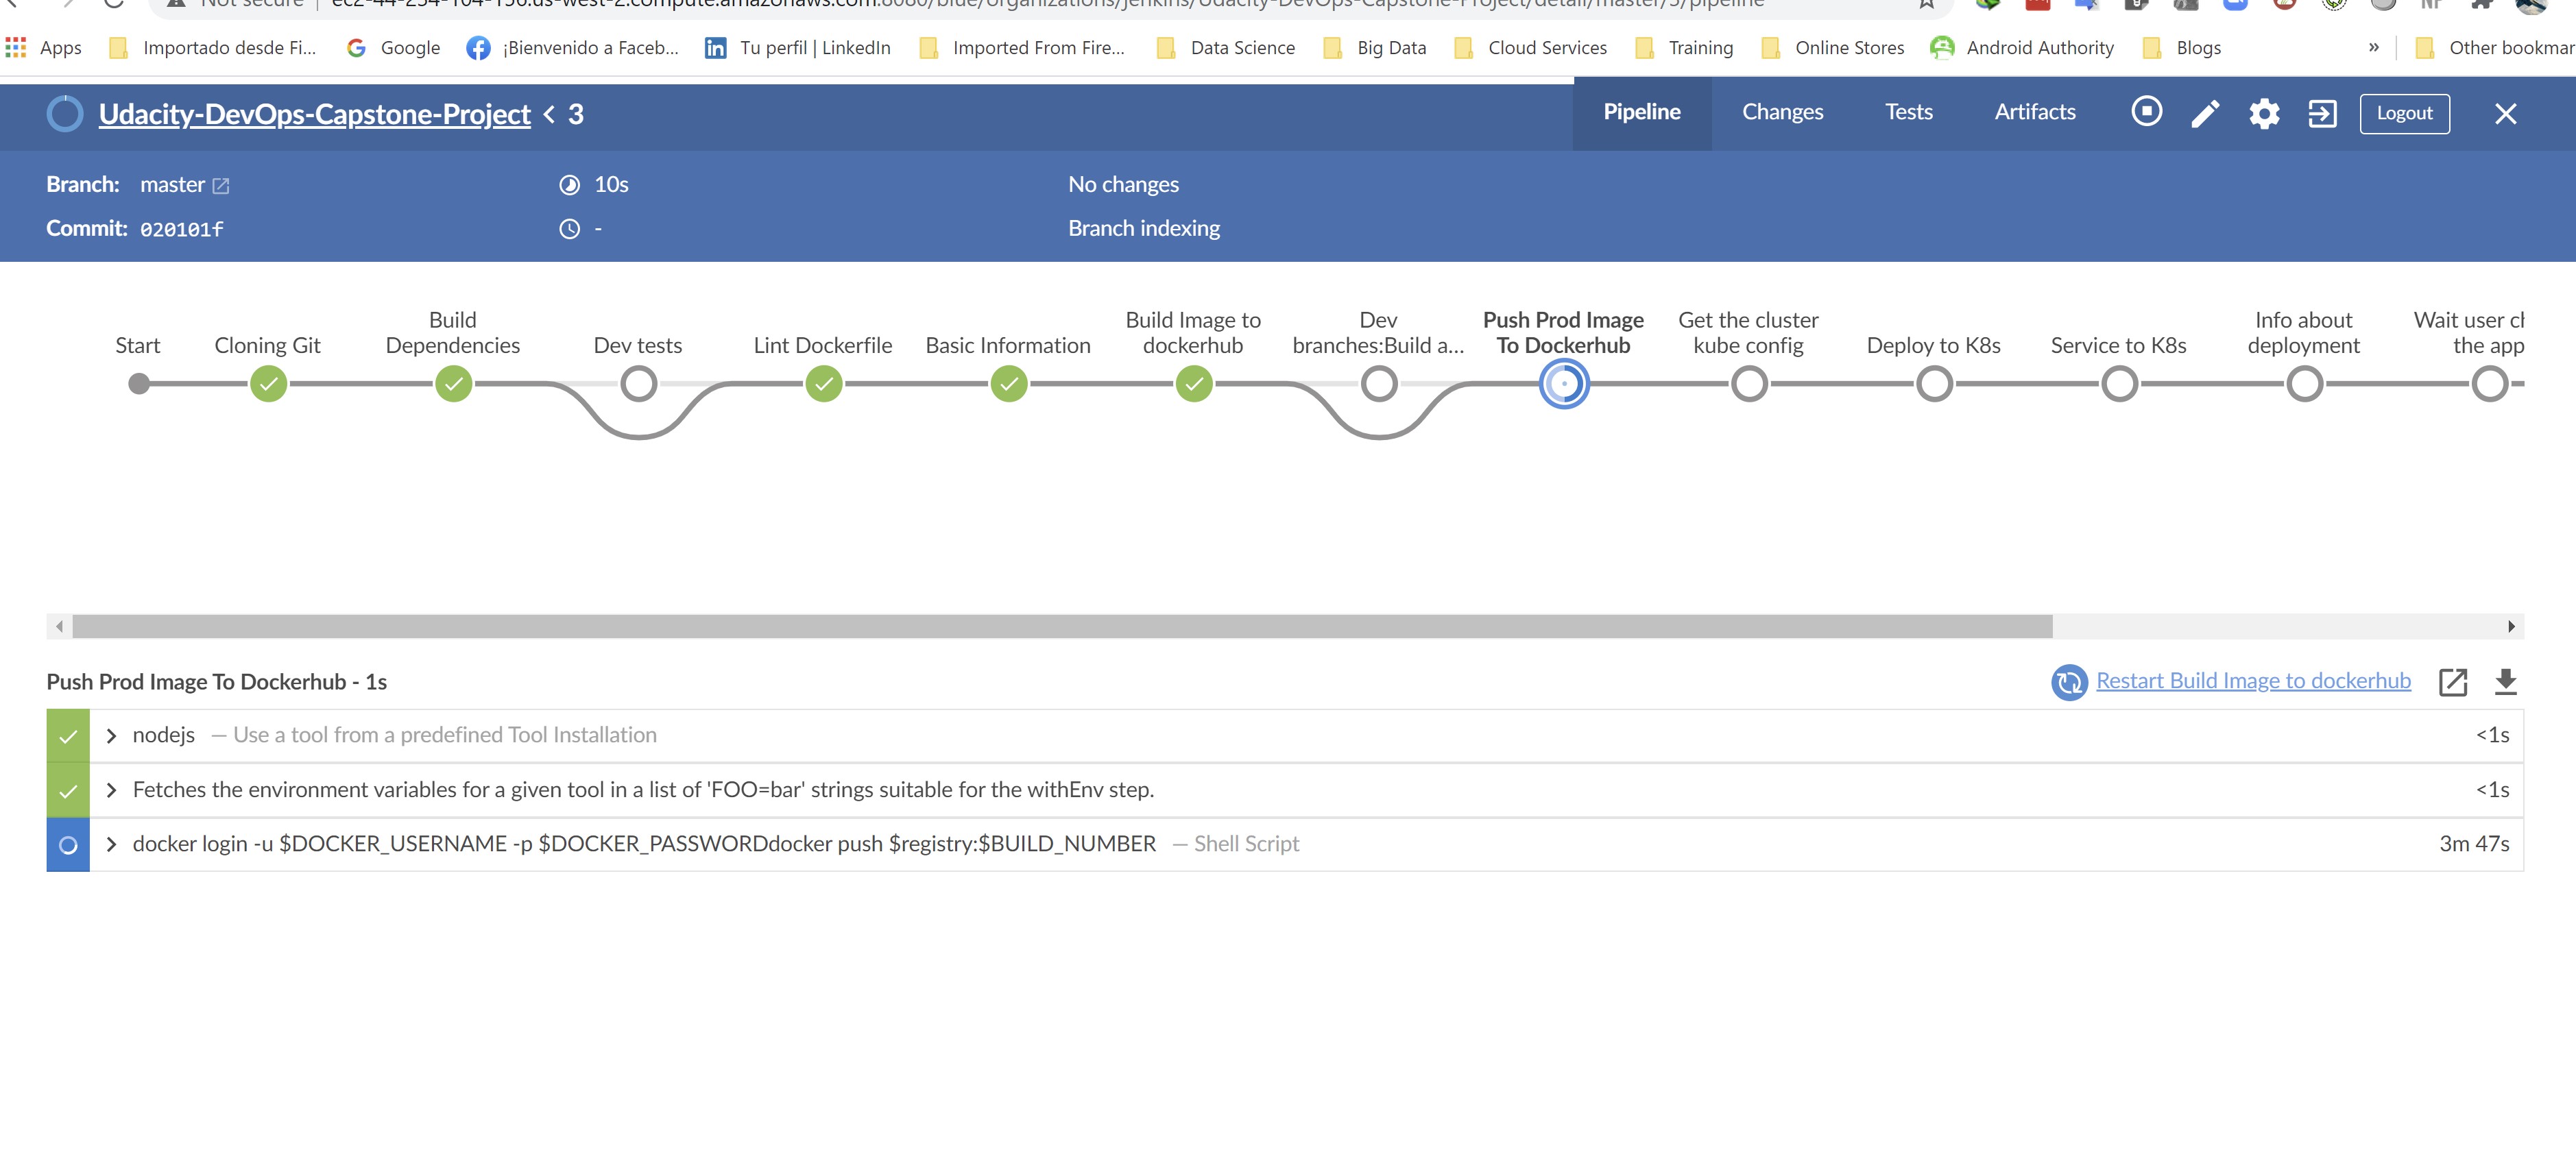 Not secure | ec2-44-234-104-156.us-west-2.compute.amazonaws.com:8080/blue/organizations/jenkins/Udacity-DevOps-Capstone-Project/detail/master/3/pipeline
Apps Importado desde Fi... Google ¡Bienvenido a Faceb... Tu perfil | LinkedIn Imported From Fire... Data Science Big Data Cloud Services Training Online Stores Android Authority Blogs » Other bookmar
Udacity-DevOps-Capstone-Project < 3 Pipeline Changes Tests Artifacts Logout
Branch: master 10s No changes
Commit: 020101f - Branch indexing
Start
Cloning Git
Build
Dependencies
Dev tests
Lint Dockerfile
Basic Information
Build Image to
dockerhub
Dev
branches:Build a...
Push Prod Image
To Dockerhub
Get the cluster
kube config
Deploy to K8s
Service to K8s
Info about
deployment
Wait user ch
the app
Push Prod Image To Dockerhub - 1s Restart Build Image to dockerhub
nodejs — Use a tool from a predefined Tool Installation <1s
Fetches the environment variables for a given tool in a list of 'FOO=bar' strings suitable for the withEnv step. <1s
docker login -u $DOCKER_USERNAME -p $DOCKER_PASSWORDdocker push $registry:$BUILD_NUMBER — Shell Script 3m 47s